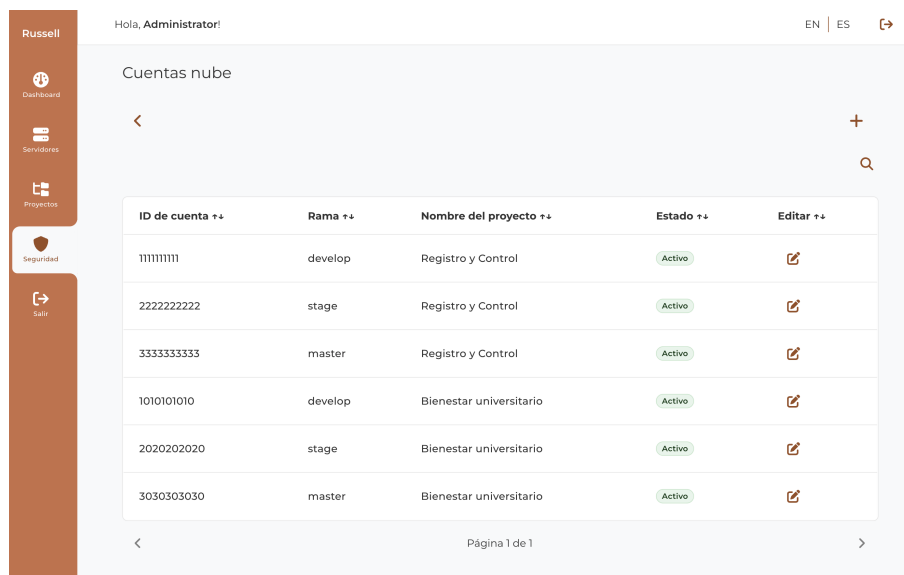 Russell
Hola, Administrator!
EN | ES
Dashboard
Servidores
Proyectos
Seguridad
Salir
Cuentas nube
ID de cuenta ↑↓ Rama ↑↓ Nombre del proyecto ↑↓ Estado ↑↓ Editar ↑↓
1111111111 develop Registro y Control Activo
2222222222 stage Registro y Control Activo
3333333333 master Registro y Control Activo
1010101010 develop Bienestar universitario Activo
2020202020 stage Bienestar universitario Activo
3030303030 master Bienestar universitario Activo
Página 1 de 1